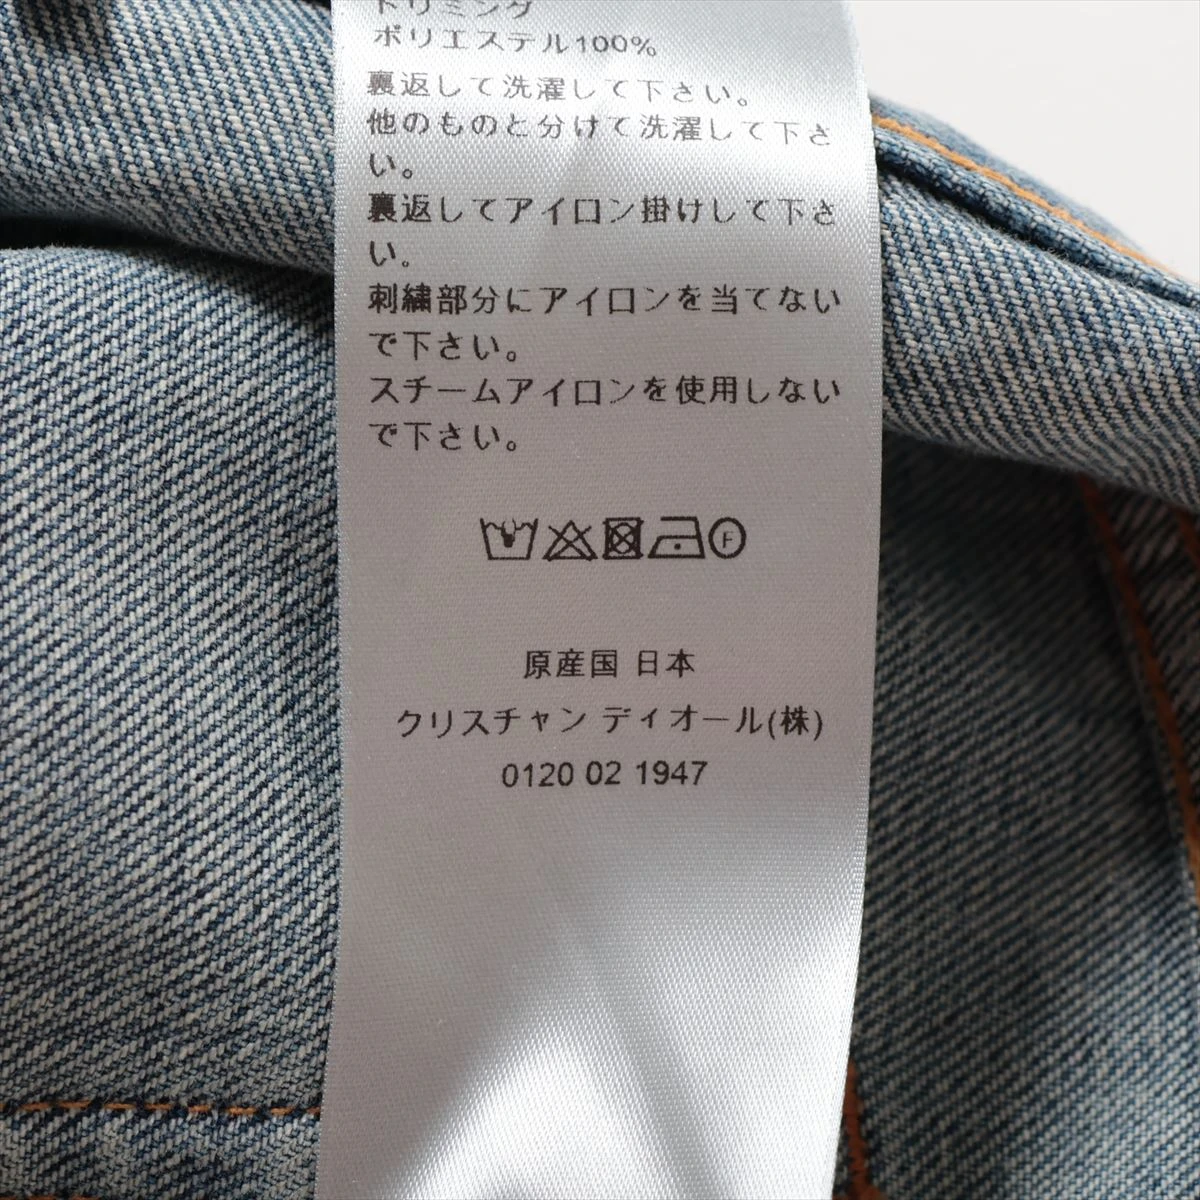 トリミング
ポリエステル100%
裏返して洗濯して下さい。
他のものと分けて洗濯して下さ
い。
裏返してアイロン掛けして下さ
い。
刺繍部分にアイロンを当てない
で下さい。
スチームアイロンを使用しない
で下さい。
F
原産国 日本
クリスチャン ディオール(株)
0120 02 1947